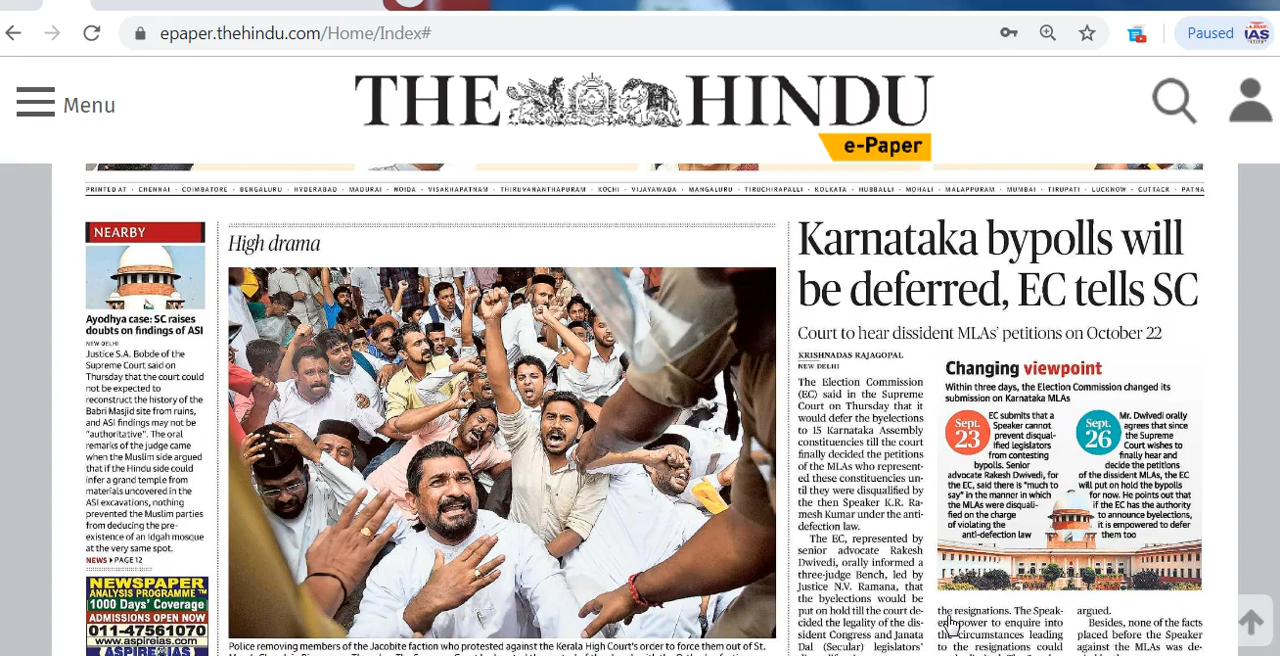 epaper.thehindu.com/Home/Index#
Paused
IAS
Menu
THE HINDU
e-Paper
PRINTED AT · CHENNAI · COIMBATORE · BENGALURU · HYDERABAD · MADURAI · NOIDA · VISAKHAPATNAM · THIRUVANANTHAPURAM · KOCHI · VIJAYAWADA · MANGALURU · TIRUCHIRAPALLI · KOLKATA · HUBBALLI · MOHALI · MALAPPURAM · MUMBAI · TIRUPATI · LUCKNOW · CUTTACK · PATNA
NEARBY
Ayodhya case: SC raises
doubts on findings of ASI
NEW DELHI
Justice S.A. Bobde of the
Supreme Court said on
Thursday that the court
could not be expected to
reconstruct the history of the
Babri Masjid site from ruins,
and ASI findings may not be
“authoritative”. The oral
remarks of the judge came
when the Muslim side argued
that if the Hindu side could
infer a grand temple from
materials uncovered in the
ASI excavations, nothing
prevented the Muslim parties
from deducing the pre-
existence of an Idgah mosque
at the very same spot.
NEWS PAGE 12
NEWSPAPER
ANALYSIS PROGRAMME™
1000 Days' Coverage
ADMISSIONS OPEN NOW
011-47561070
www.aspireias.com
ASPIRE IAS
High drama
Police removing members of the Jacobite faction who protested against the Kerala High Court's order to force them out of St.
Karnataka bypolls will
be deferred, EC tells SC
Court to hear dissident MLAs’ petitions on October 22
KRISHNADAS RAJAGOPAL
NEW DELHI
The Election Commission
(EC) said in the Supreme
Court on Thursday that it
would defer the byelections
to 15 Karnataka Assembly
constituencies till the court
finally decided the petitions
of the MLAs who represent-
ed these constituencies un-
til they were disqualified by
the then Speaker K.R. Ra-
mesh Kumar under the anti-
defection law.
The EC, represented by
senior advocate Rakesh
Dwivedi, orally informed a
three-judge Bench, led by
Justice N.V. Ramana, that
the byelections would be
put on hold till the court de-
cided the legality of the dis-
sident Congress and Janata
Dal (Secular) legislators’
Changing viewpoint
Within three days, the Election Commission changed its
submission on Karnataka MLAs
Sept.
23
EC submits that a
Speaker cannot
prevent disqual-
ified legislators
from contesting
bypolls. Senior
advocate Rakesh Dwivedi, for
the EC, said there is “much to
say” in the manner in which
the MLAs were disquali-
fied on the charge
of violating the
anti-defection law
Sept.
26
Mr. Dwivedi orally
agrees that since
the Supreme
Court wishes to
finally hear and
decide the petitions
of the dissident MLAs, the EC
will put on hold the bypolls
for now. He points out that
if the EC has the authority
to announce byelections,
it is empowered to defer
them too
the resignations. The Speak-
er power to enquire into
the circumstances leading
to the resignations could
argued.
Besides, none of the facts
placed before the Speaker
against the MLAs was de-